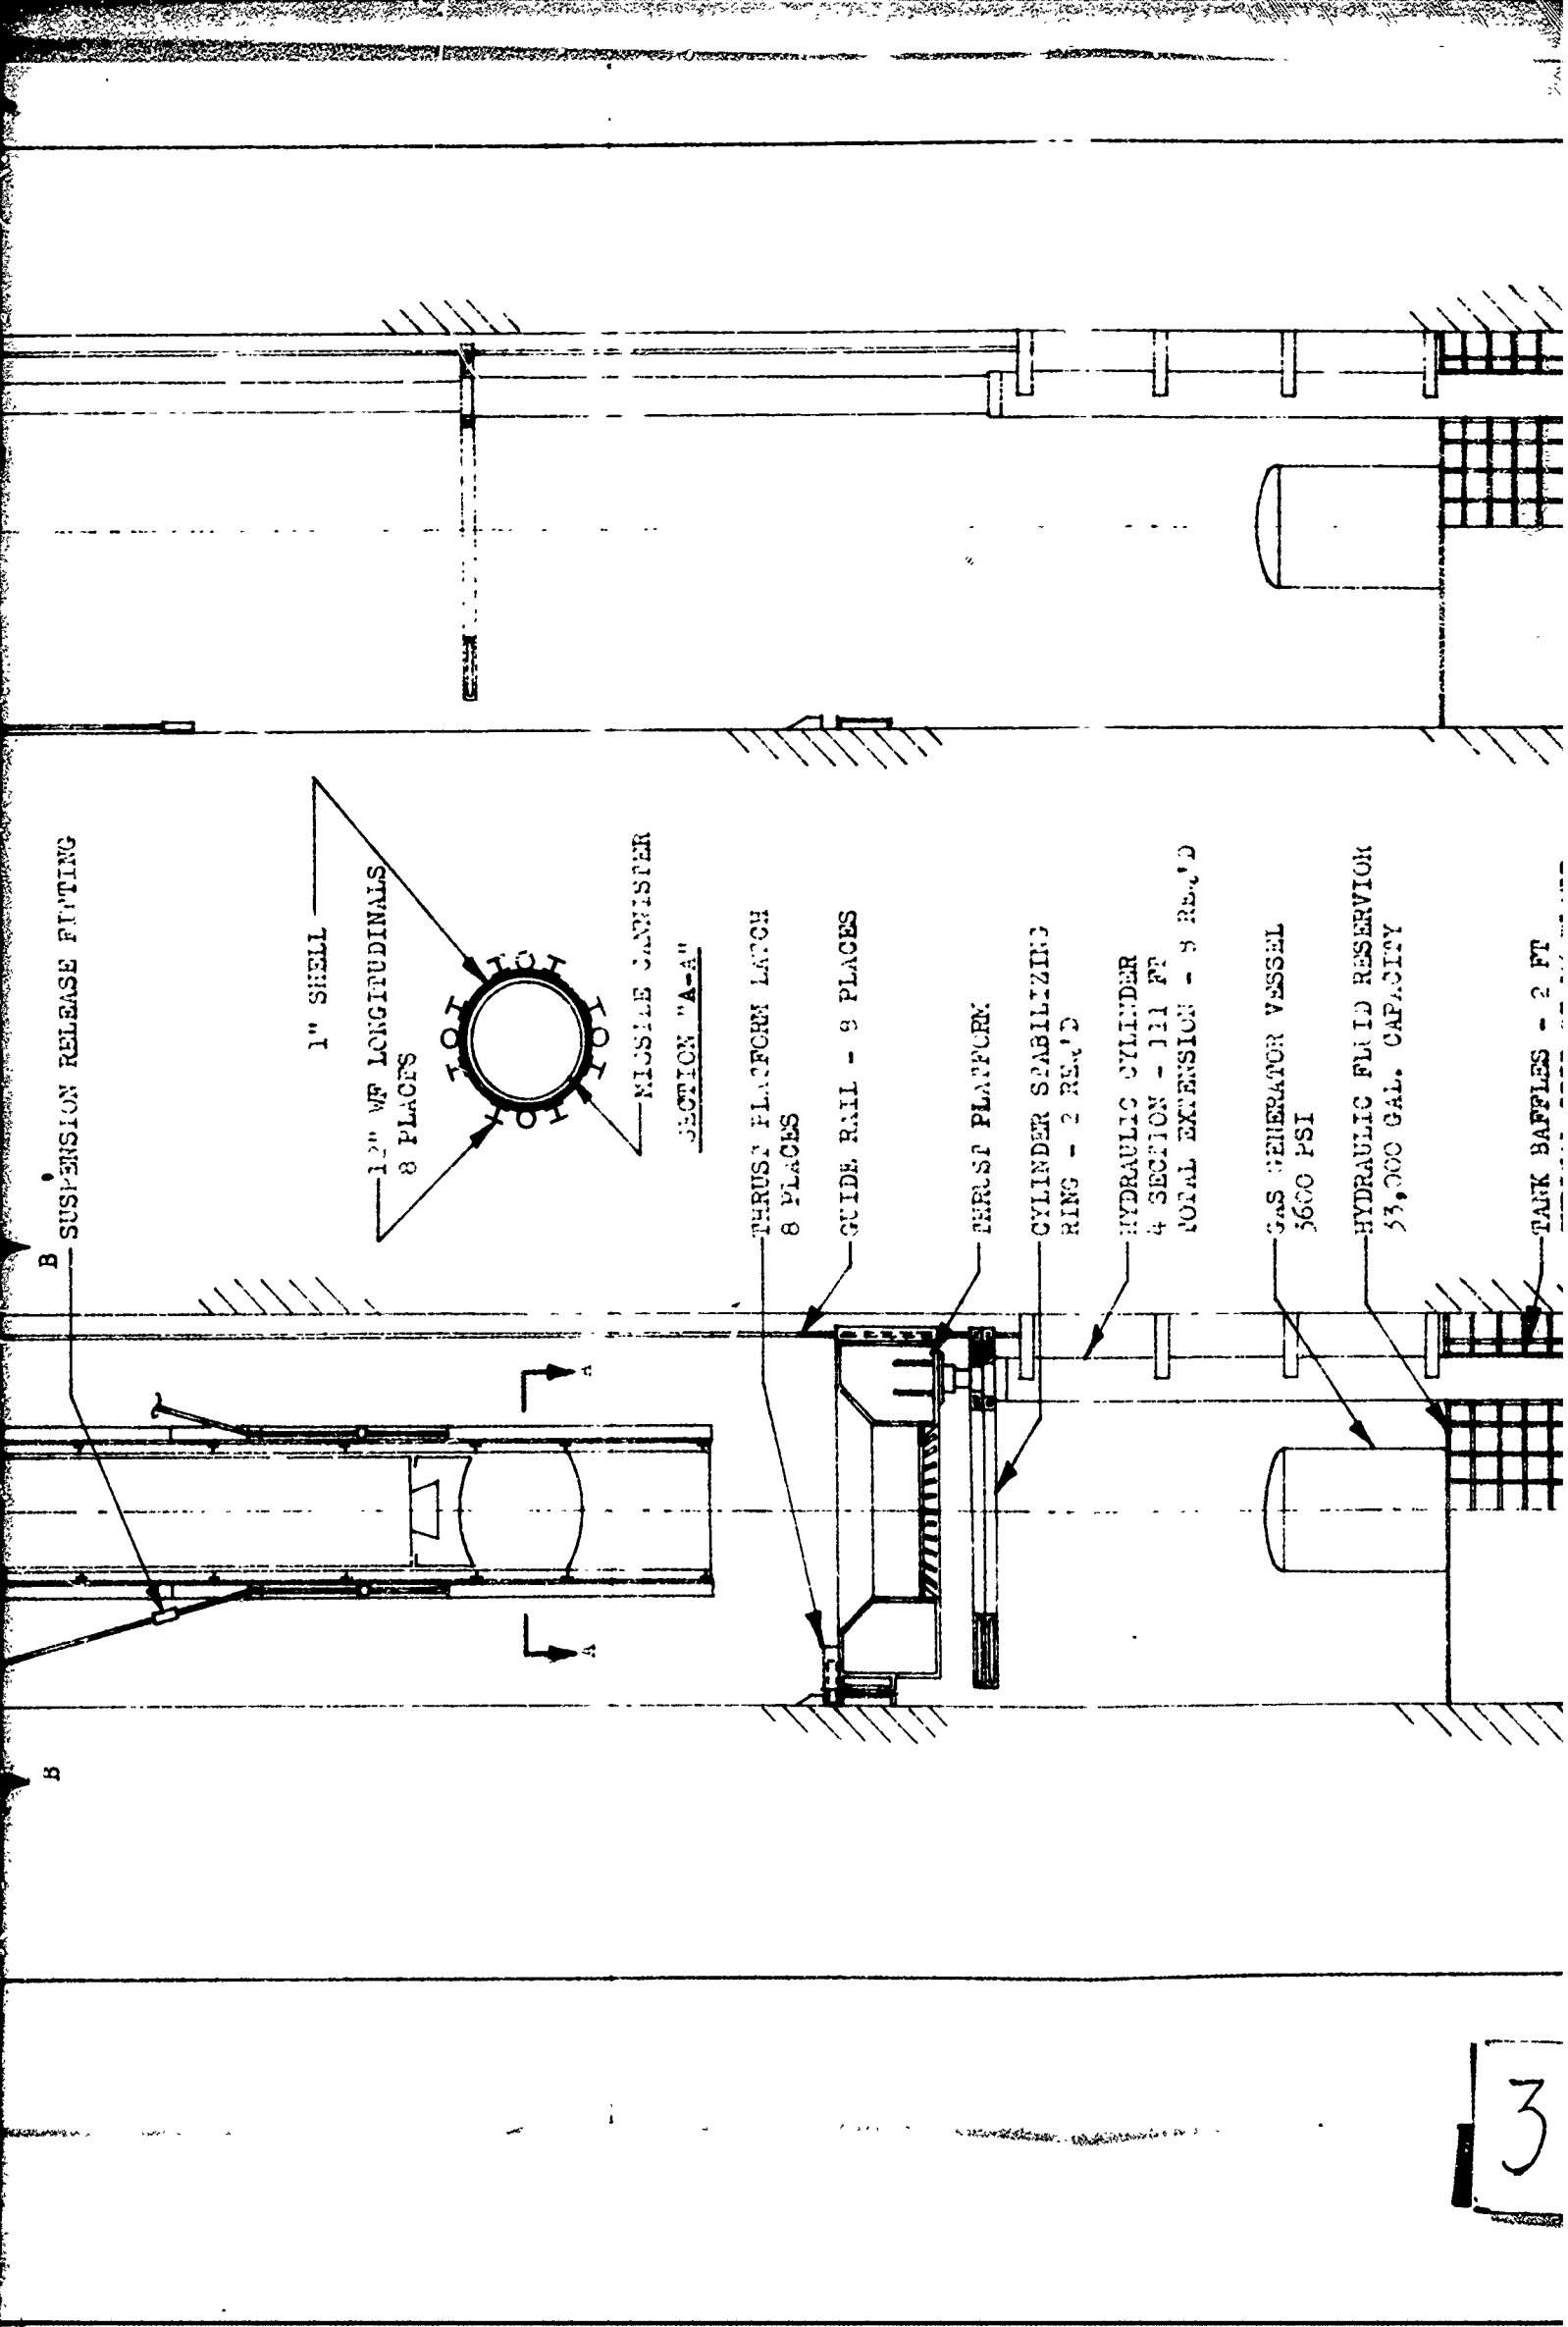 B
SUSPENSION RELEASE FITTING
1" SHELL
12" WF LONGITUDINALS
8 PLACES
MISSILE CANNISTER
SECTION "A-A"
A
A
THRUST PLATFORM LATCH
8 PLACES
GUIDE RAIL - 8 PLACES
THRUST PLATFORM
CYLINDER STABILIZING
RING - 2 REQ'D
HYDRAULIC CYLINDER
4 SECTION - 111 FT
TOTAL EXTENSION - 8 REQ'D
GAS GENERATOR VESSEL
3600 PSI
HYDRAULIC FLUID RESERVIOR
33,000 GAL. CAPACITY
TANK BAFFLES - 2 FT
B
3